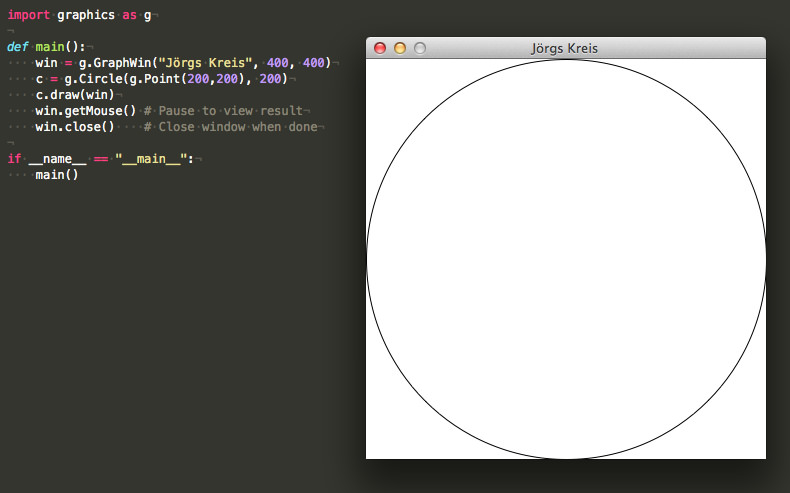 import graphics as g
def main():
    win = g.GraphWin("Jörgs Kreis", 400, 400)
    c = g.Circle(g.Point(200,200), 200)
    c.draw(win)
    win.getMouse() # Pause to view result
    win.close()    # Close window when done
if __name__ == "__main__":
    main()
Jörgs Kreis